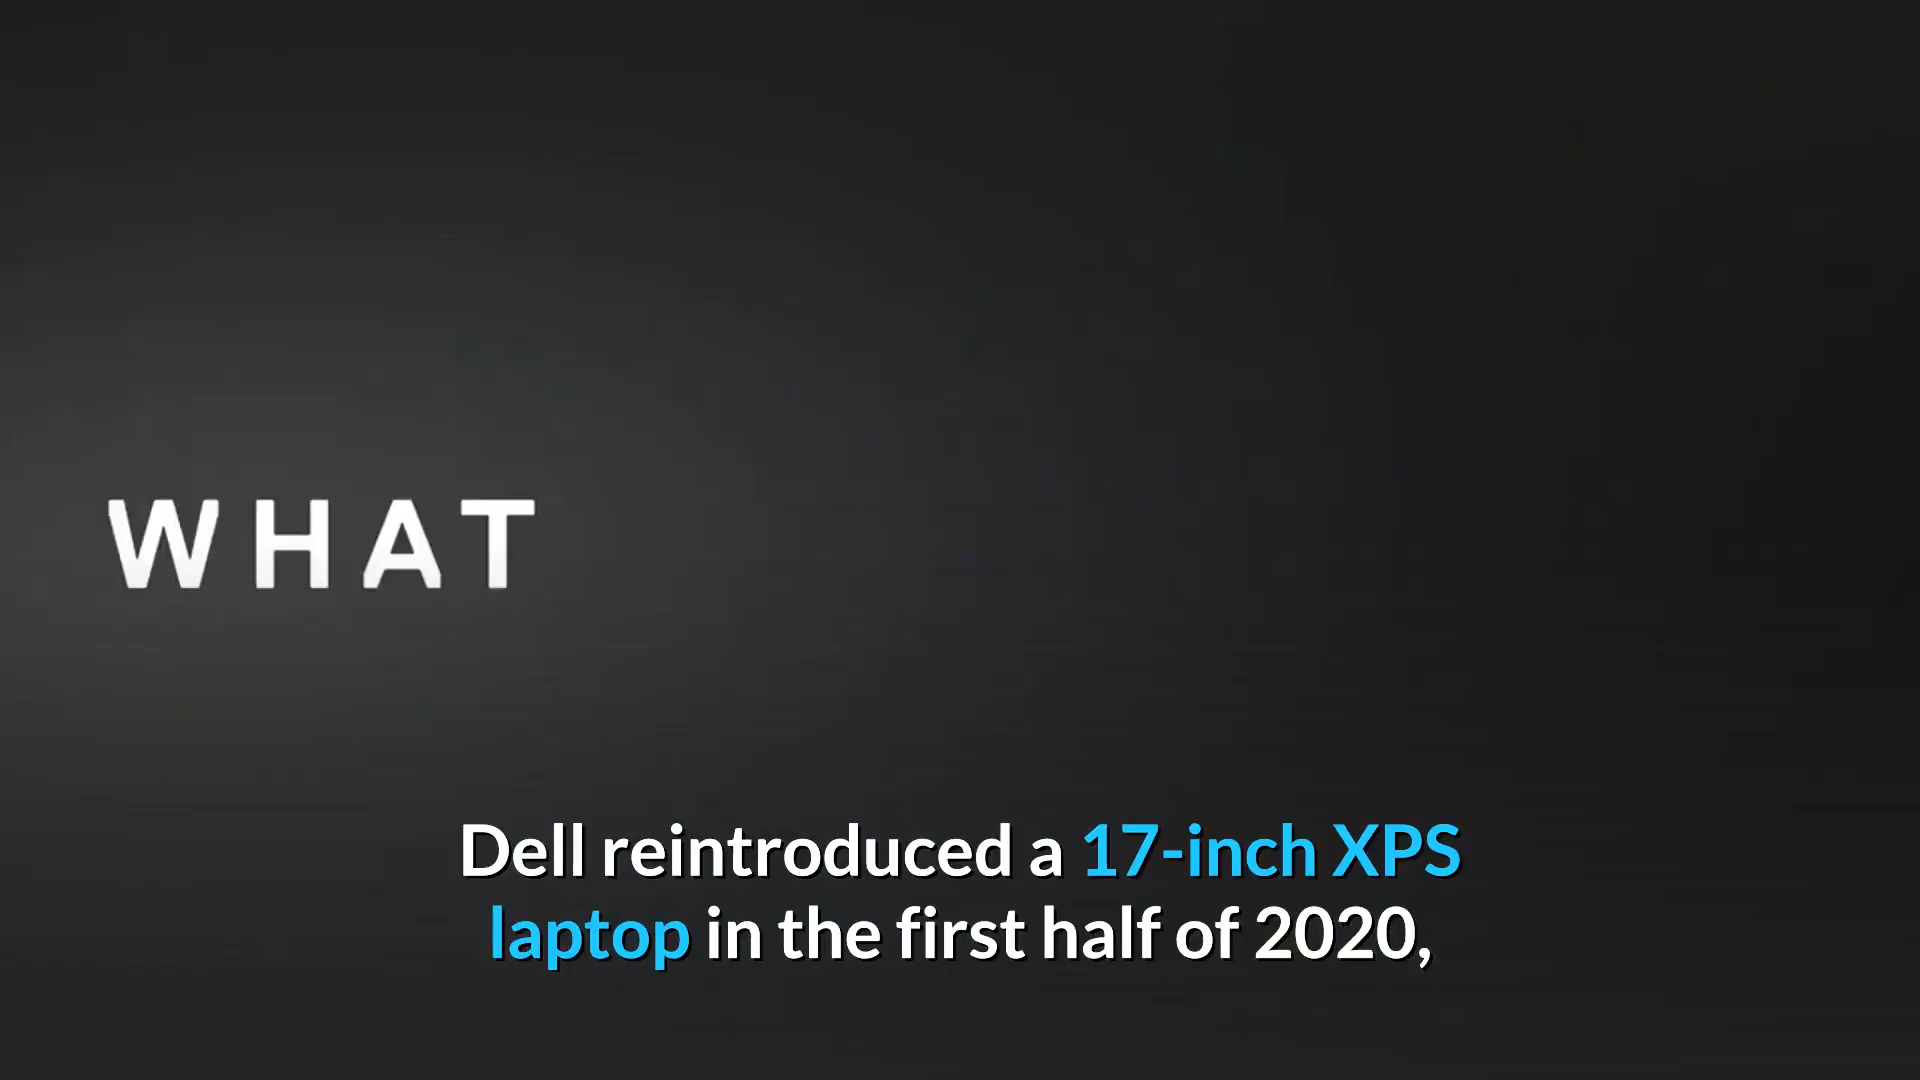 WHAT
Dell reintroduced a 17-inch XPS
laptop in the first half of 2020,